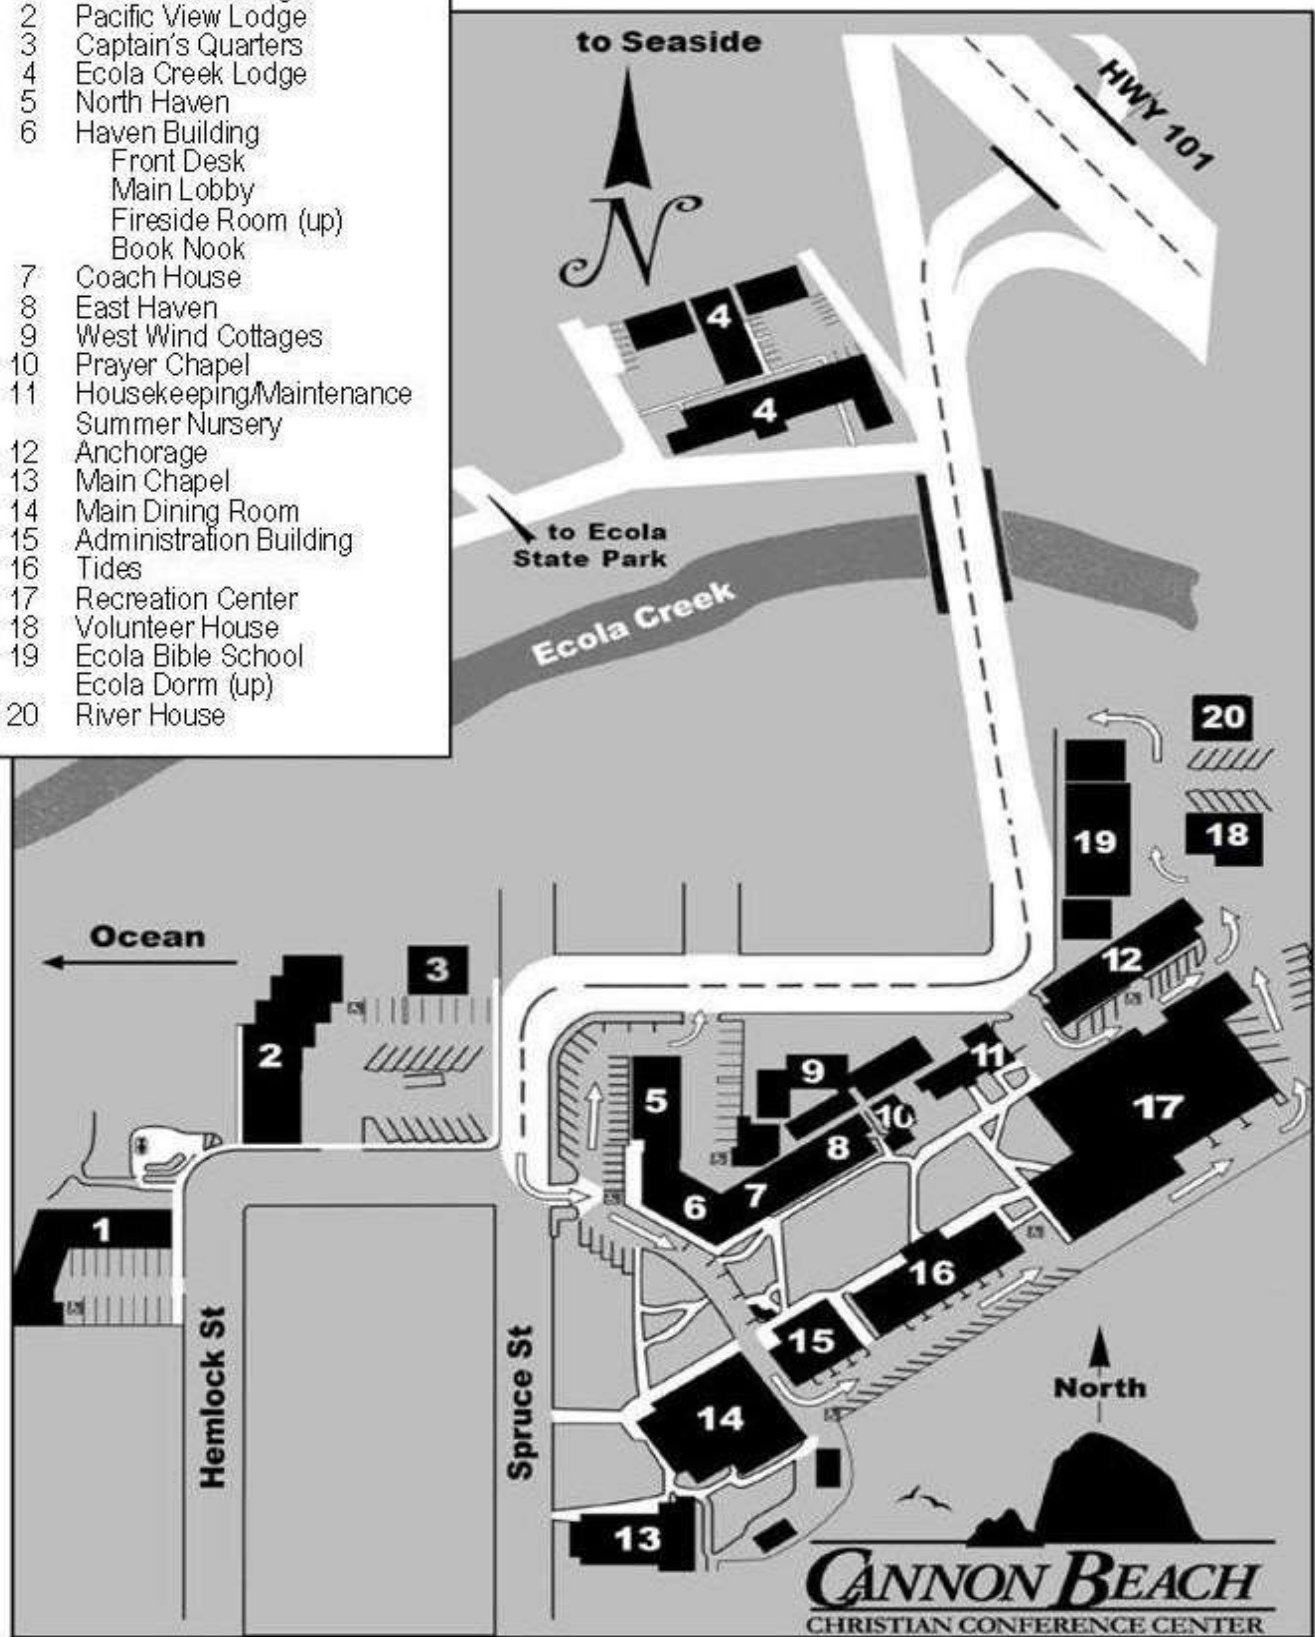 2 Pacific View Lodge
3 Captain's Quarters
4 Ecola Creek Lodge
5 North Haven
6 Haven Building
Front Desk
Main Lobby
Fireside Room (up)
Book Nook
7 Coach House
8 East Haven
9 West Wind Cottages
10 Prayer Chapel
11 Housekeeping/Maintenance
Summer Nursery
12 Anchorage
13 Main Chapel
14 Main Dining Room
15 Administration Building
16 Tides
17 Recreation Center
18 Volunteer House
19 Ecola Bible School
Ecola Dorm (up)
20 River House
to Seaside
HWY 101
N
4
4
to Ecola
State Park
Ecola Creek
20
19
18
Ocean
3
12
2
5
9
11
10
17
8
7
6
1
16
15
Hemlock St
Spruce St
North
14
13
CANNON BEACH
CHRISTIAN CONFERENCE CENTER